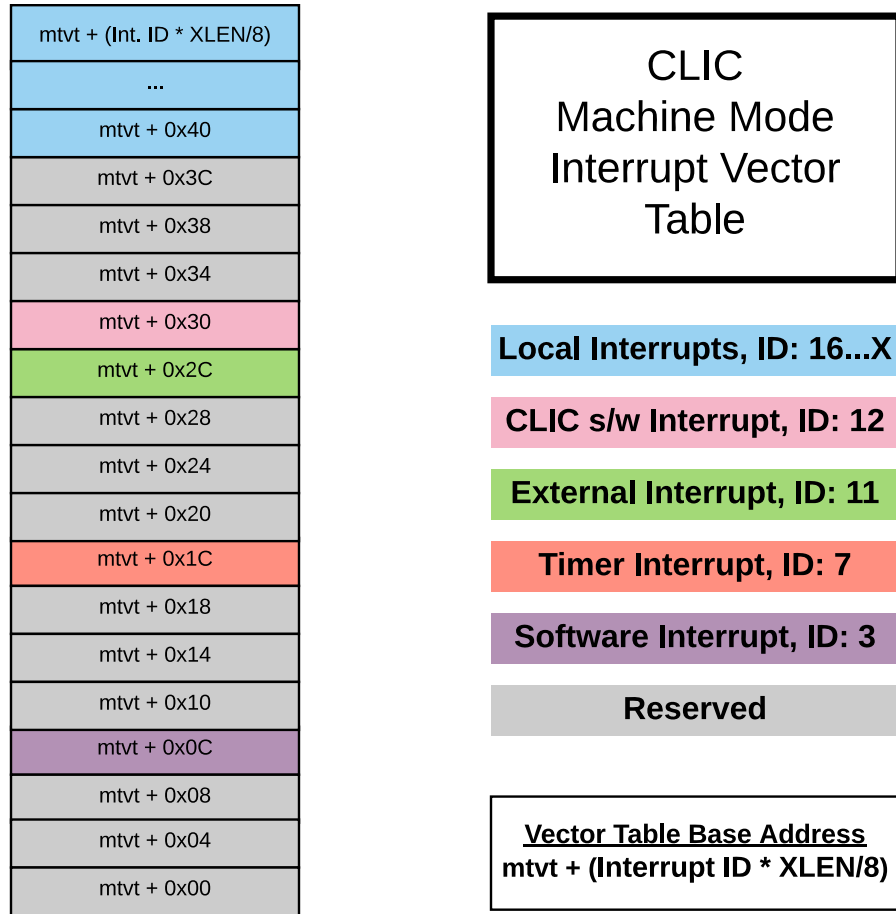 mtvt + (Int. ID * XLEN/8)
...
mtvt + 0x40
mtvt + 0x3C
mtvt + 0x38
mtvt + 0x34
mtvt + 0x30
mtvt + 0x2C
mtvt + 0x28
mtvt + 0x24
mtvt + 0x20
mtvt + 0x1C
mtvt + 0x18
mtvt + 0x14
mtvt + 0x10
mtvt + 0x0C
mtvt + 0x08
mtvt + 0x04
mtvt + 0x00
CLIC
Machine Mode
Interrupt Vector
Table
Local Interrupts, ID: 16...X
CLIC s/w Interrupt, ID: 12
External Interrupt, ID: 11
Timer Interrupt, ID: 7
Software Interrupt, ID: 3
Reserved
Vector Table Base Address
mtvt + (Interrupt ID * XLEN/8)